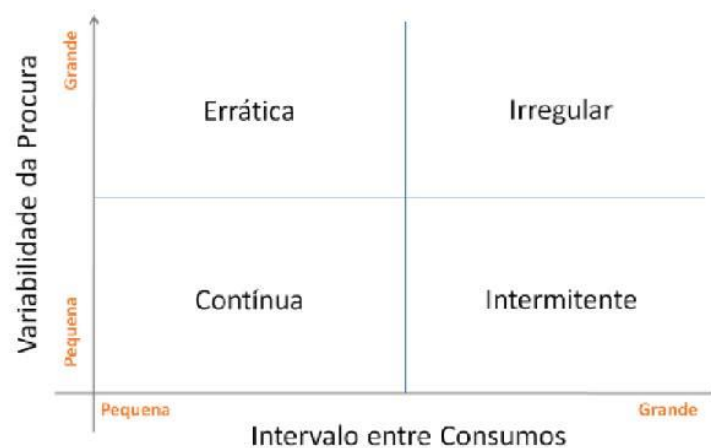 Variabilidade da Procura
Grande
Pequena
Errática
Irregular
Contínua
Intermitente
Pequena
Grande
Intervalo entre Consumos